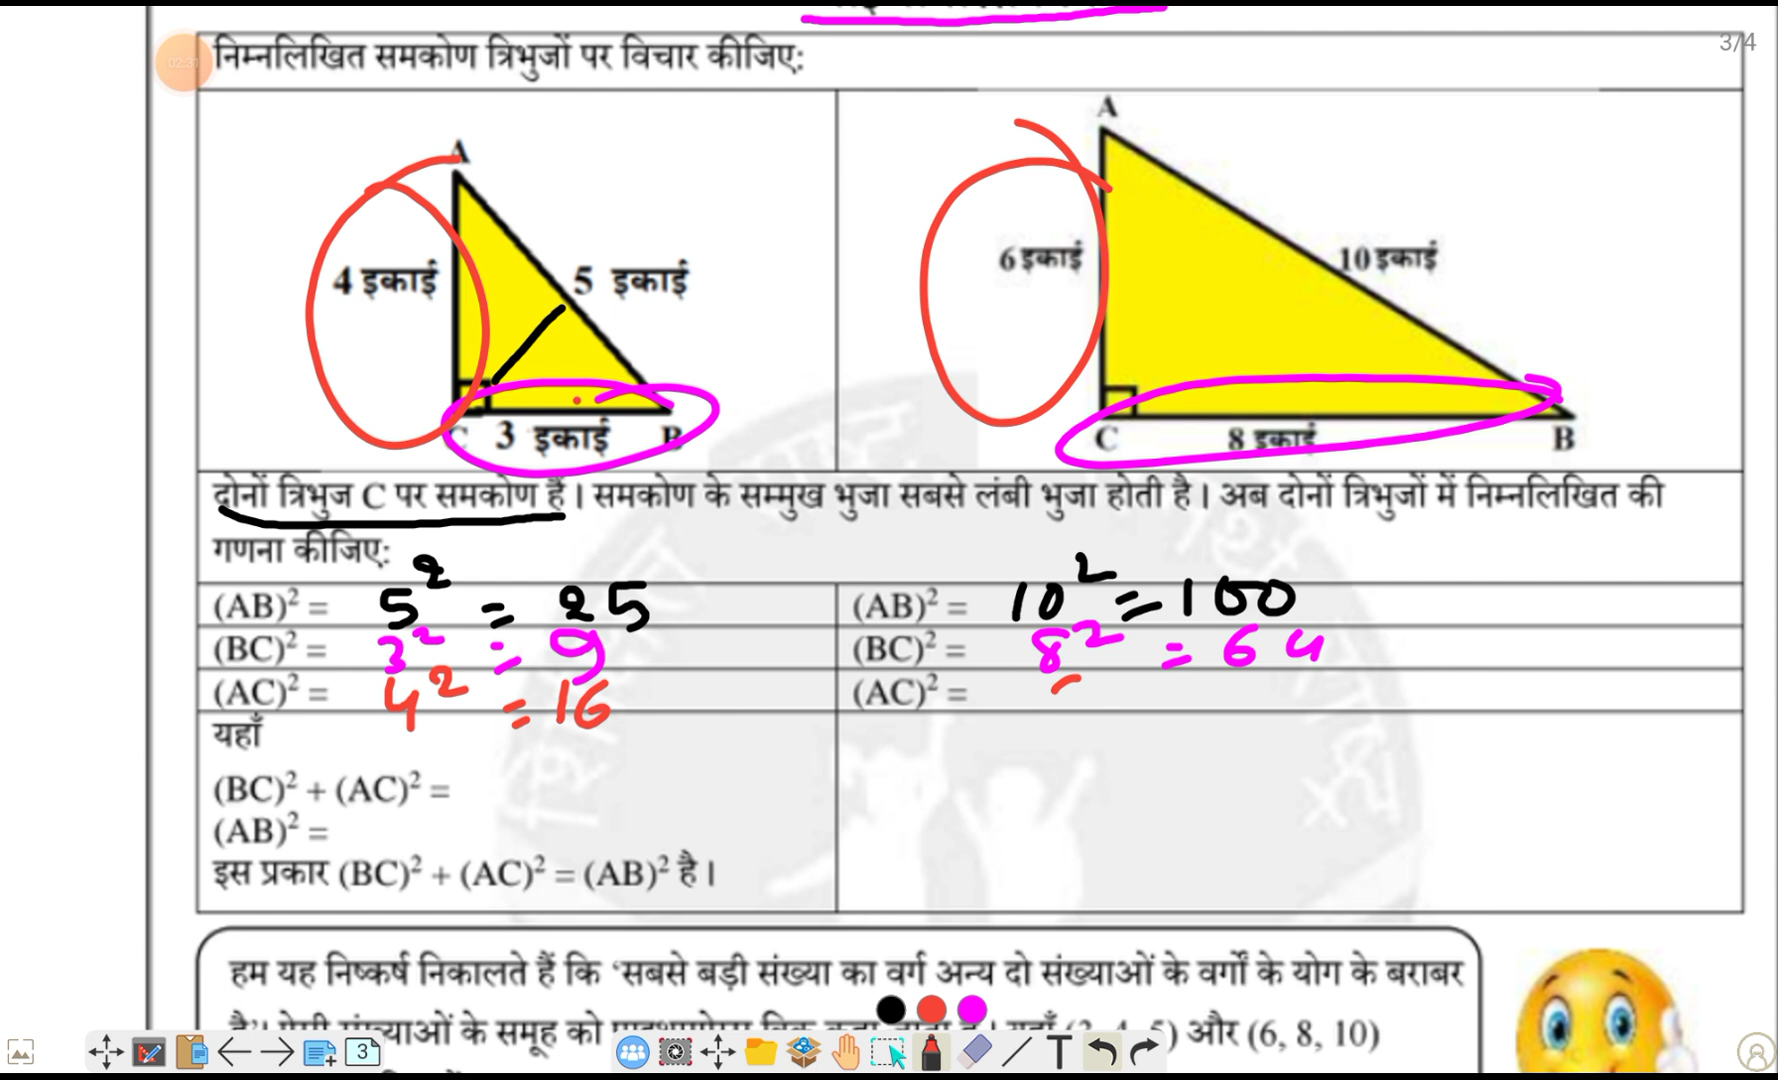 3/4
02:31
निम्नलिखित समकोण त्रिभुजों पर विचार कीजिए:
A
4 इकाई
5 इकाई
C
3 इकाई
B
A
6 इकाई
10 इकाई
C
8 इकाई
B
दोनों त्रिभुज C पर समकोण हैं। समकोण के सम्मुख भुजा सबसे लंबी भुजा होती है। अब दोनों त्रिभुजों में निम्नलिखित की
गणना कीजिए:
(AB)² = 5² = 25
(AB)² = 10² = 100
(BC)² = 3² = 9
(BC)² = 8² = 64
(AC)² = 4² = 16
(AC)² =
यहाँ
(BC)² + (AC)² =
(AB)² =
इस प्रकार (BC)² + (AC)² = (AB)² है।
हम यह निष्कर्ष निकालते हैं कि 'सबसे बड़ी संख्या का वर्ग अन्य दो संख्याओं के वर्गों के योग के बराबर
के समूह को और (6, 8, 10)
3
T